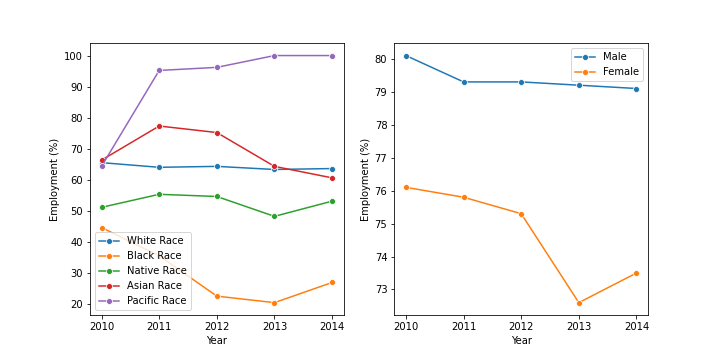 100
90
80
70
60
50
40
30
20
Employment (%)
2010 2011 2012 2013 2014
Year
White Race
Black Race
Native Race
Asian Race
Pacific Race
80
79
78
77
76
75
74
73
Employment (%)
2010 2011 2012 2013 2014
Year
Male
Female